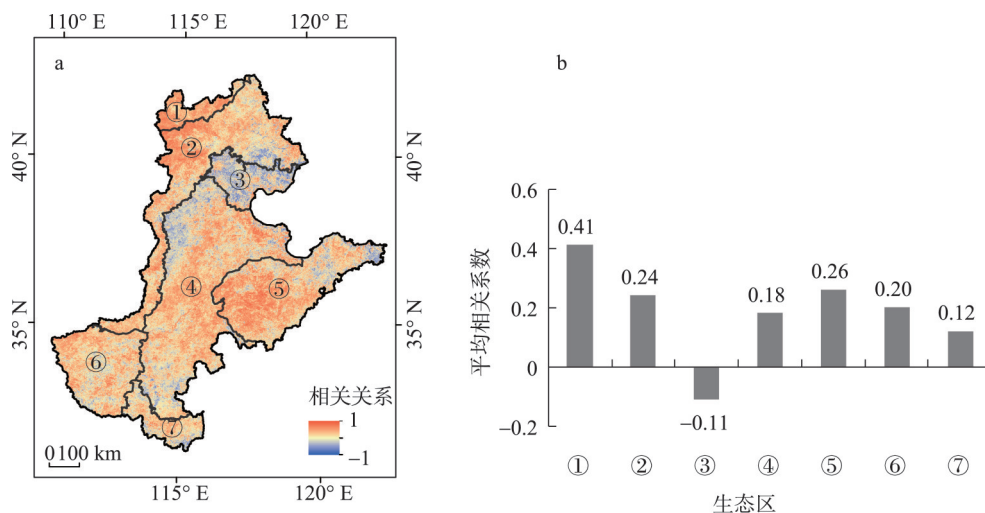 110° E 115° E 120° E
a
b
①
②
③
④
⑤
⑥
⑦
40° N
35° N
40° N
35° N
相关关系
1
−1
0100 km
115° E 120° E
平均相关系数
0.6
0.4
0.2
0
−0.2
0.41
0.24
−0.11
0.18
0.26
0.20
0.12
① ② ③ ④ ⑤ ⑥ ⑦
生态区